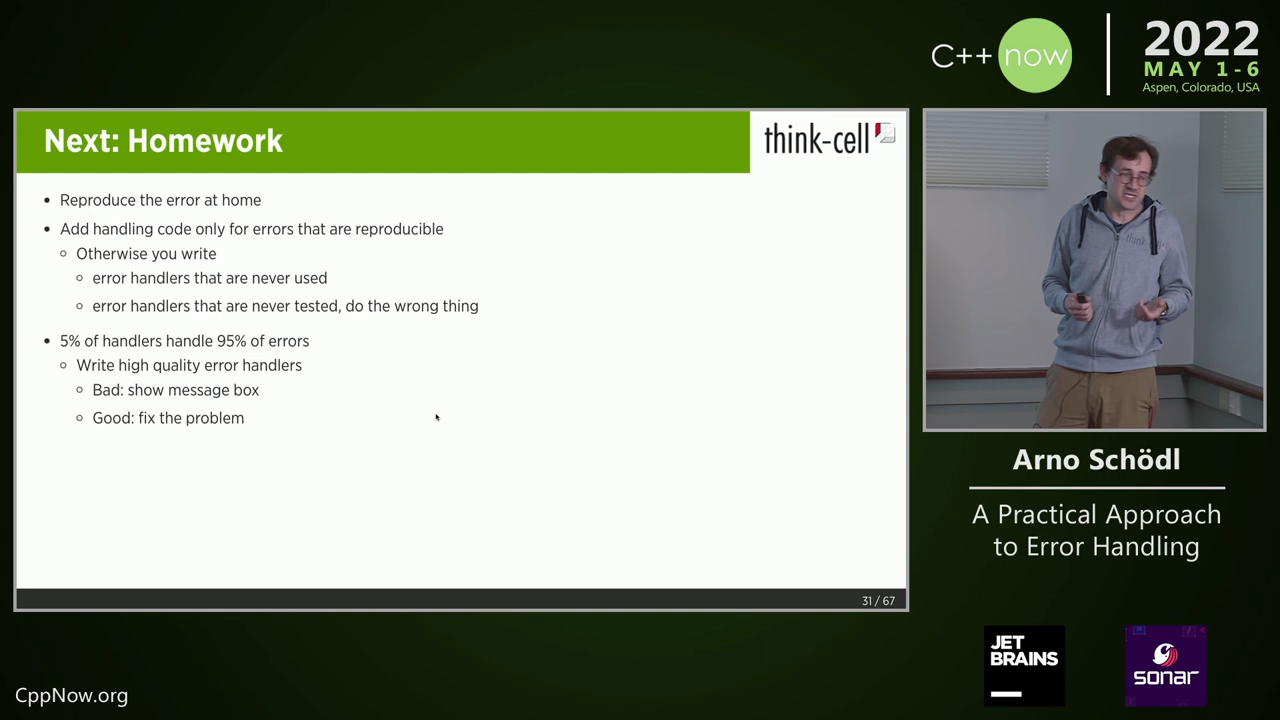 C++ now
2022
MAY 1-6
Aspen, Colorado, USA
Next: Homework
think-cell
• Reproduce the error at home
• Add handling code only for errors that are reproducible
○ Otherwise you write
○ error handlers that are never used
○ error handlers that are never tested, do the wrong thing
• 5% of handlers handle 95% of errors
○ Write high quality error handlers
○ Bad: show message box
○ Good: fix the problem
31 / 67
think
Arno Schödl
A Practical Approach
to Error Handling
JET
BRAINS
sonar
CppNow.org